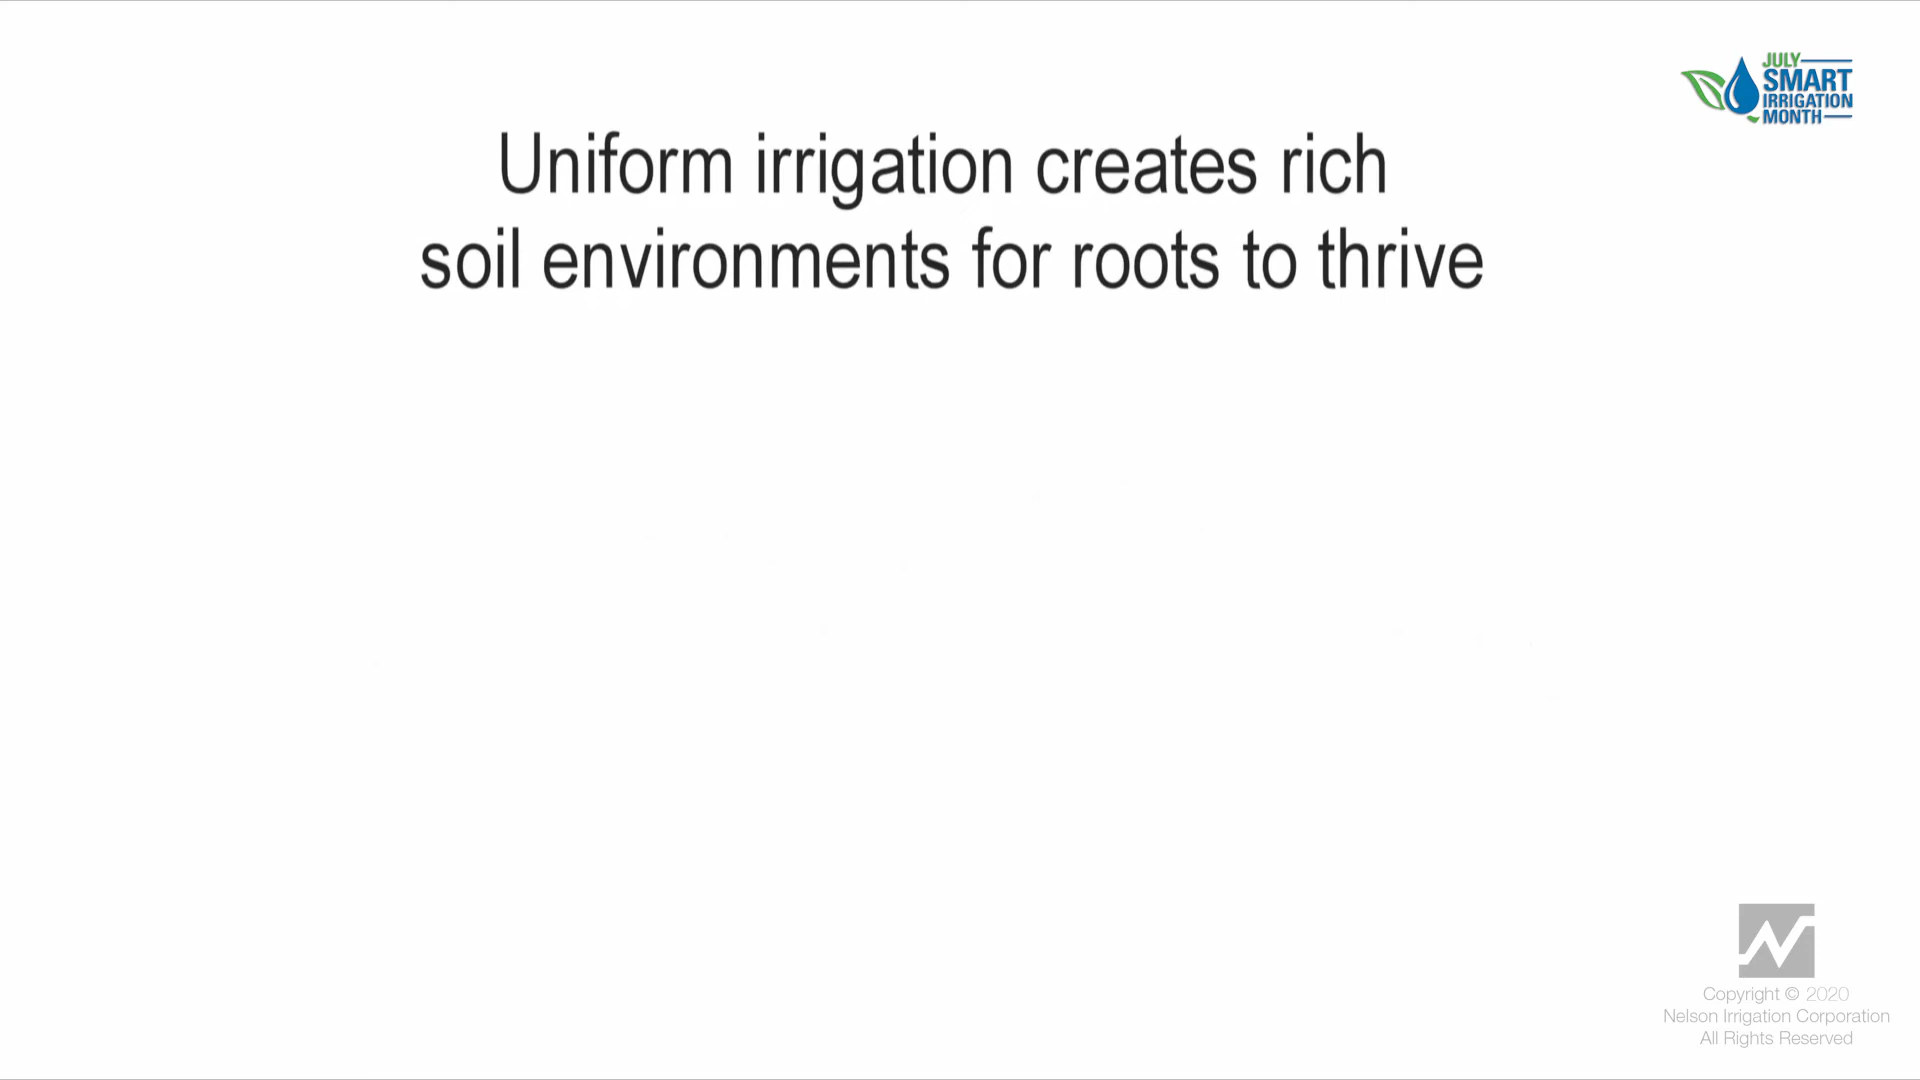 JULY
SMART
IRRIGATION
MONTH
Uniform irrigation creates rich
soil environments for roots to thrive
Copyright © 2020
Nelson Irrigation Corporation
All Rights Reserved